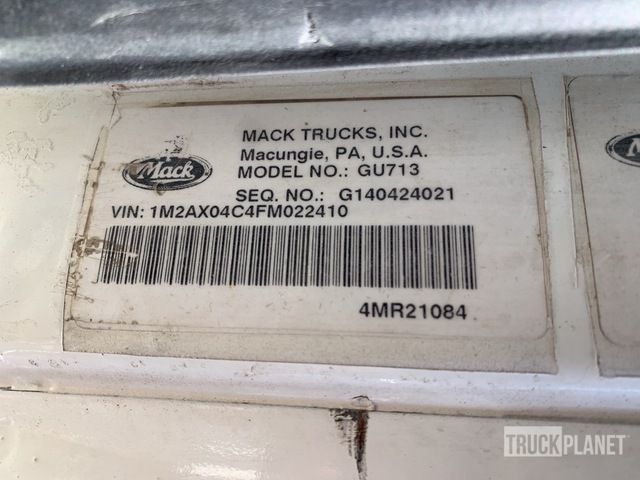 Mack
MACK TRUCKS, INC.
Macungie, PA, U.S.A.
MODEL NO.: GU713
SEQ. NO.: G140424021
VIN: 1M2AX04C4FM022410
4MR21084
TRUCKPLANET